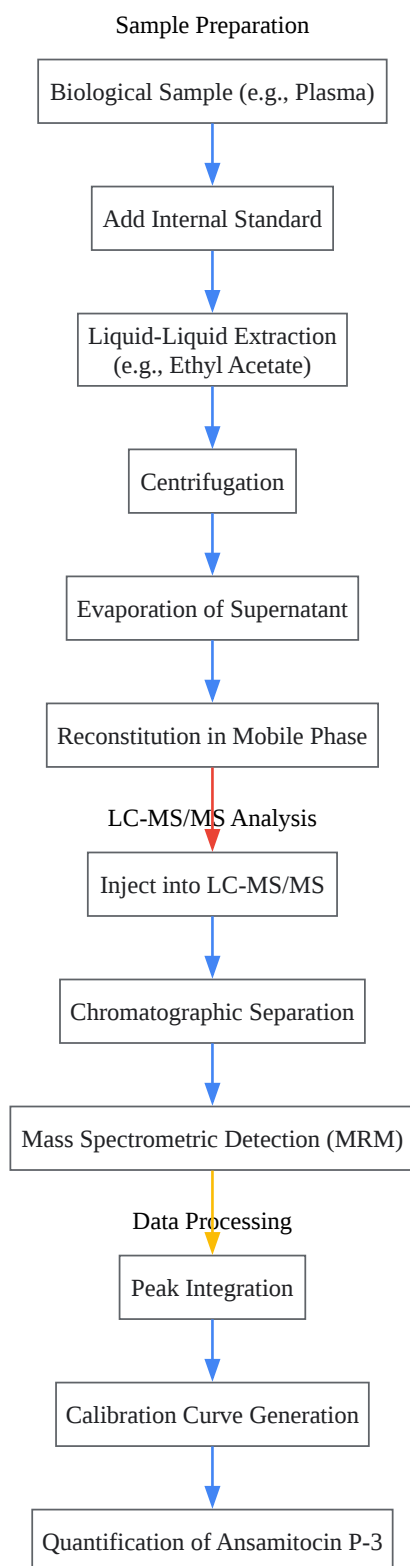 Sample Preparation
Biological Sample (e.g., Plasma)
Add Internal Standard
Liquid-Liquid Extraction
(e.g., Ethyl Acetate)
Centrifugation
Evaporation of Supernatant
Reconstitution in Mobile Phase
LC-MS/MS Analysis
Inject into LC-MS/MS
Chromatographic Separation
Mass Spectrometric Detection (MRM)
Data Processing
Peak Integration
Calibration Curve Generation
Quantification of Ansamitocin P-3